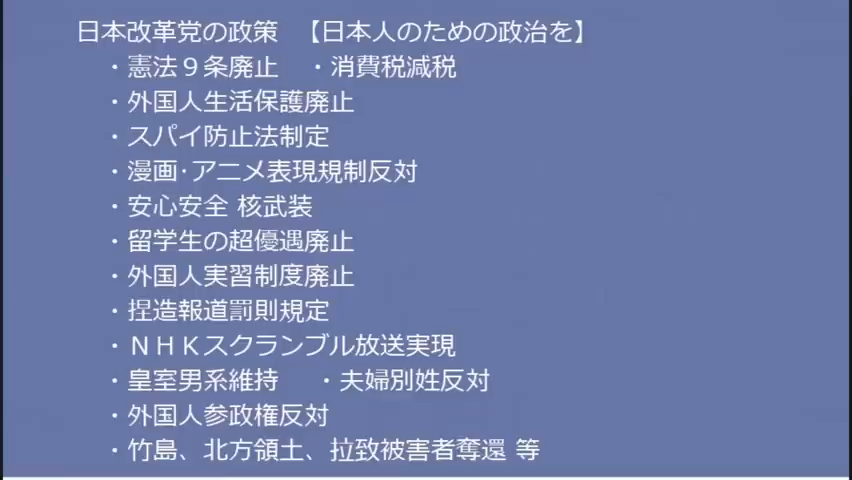 日本改革党の政策　【日本人のための政治を】
・憲法９条廃止　・消費税減税
・外国人生活保護廃止
・スパイ防止法制定
・漫画･アニメ表現規制反対
・安心安全 核武装
・留学生の超優遇廃止
・外国人実習制度廃止
・捏造報道罰則規定
・ＮＨＫスクランブル放送実現
・皇室男系維持　・夫婦別姓反対
・外国人参政権反対
・竹島、北方領土、拉致被害者奪還 等